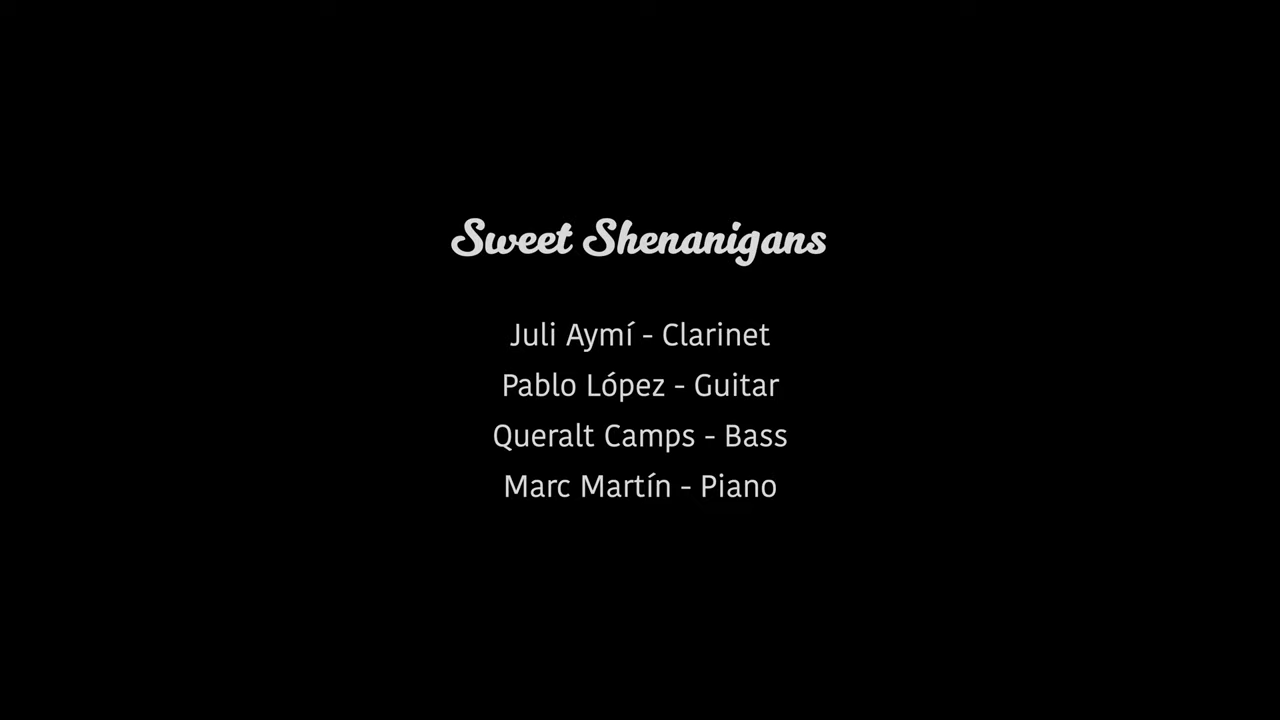 Sweet Shenanigans
Juli Aymí - Clarinet
Pablo López - Guitar
Queralt Camps - Bass
Marc Martín - Piano